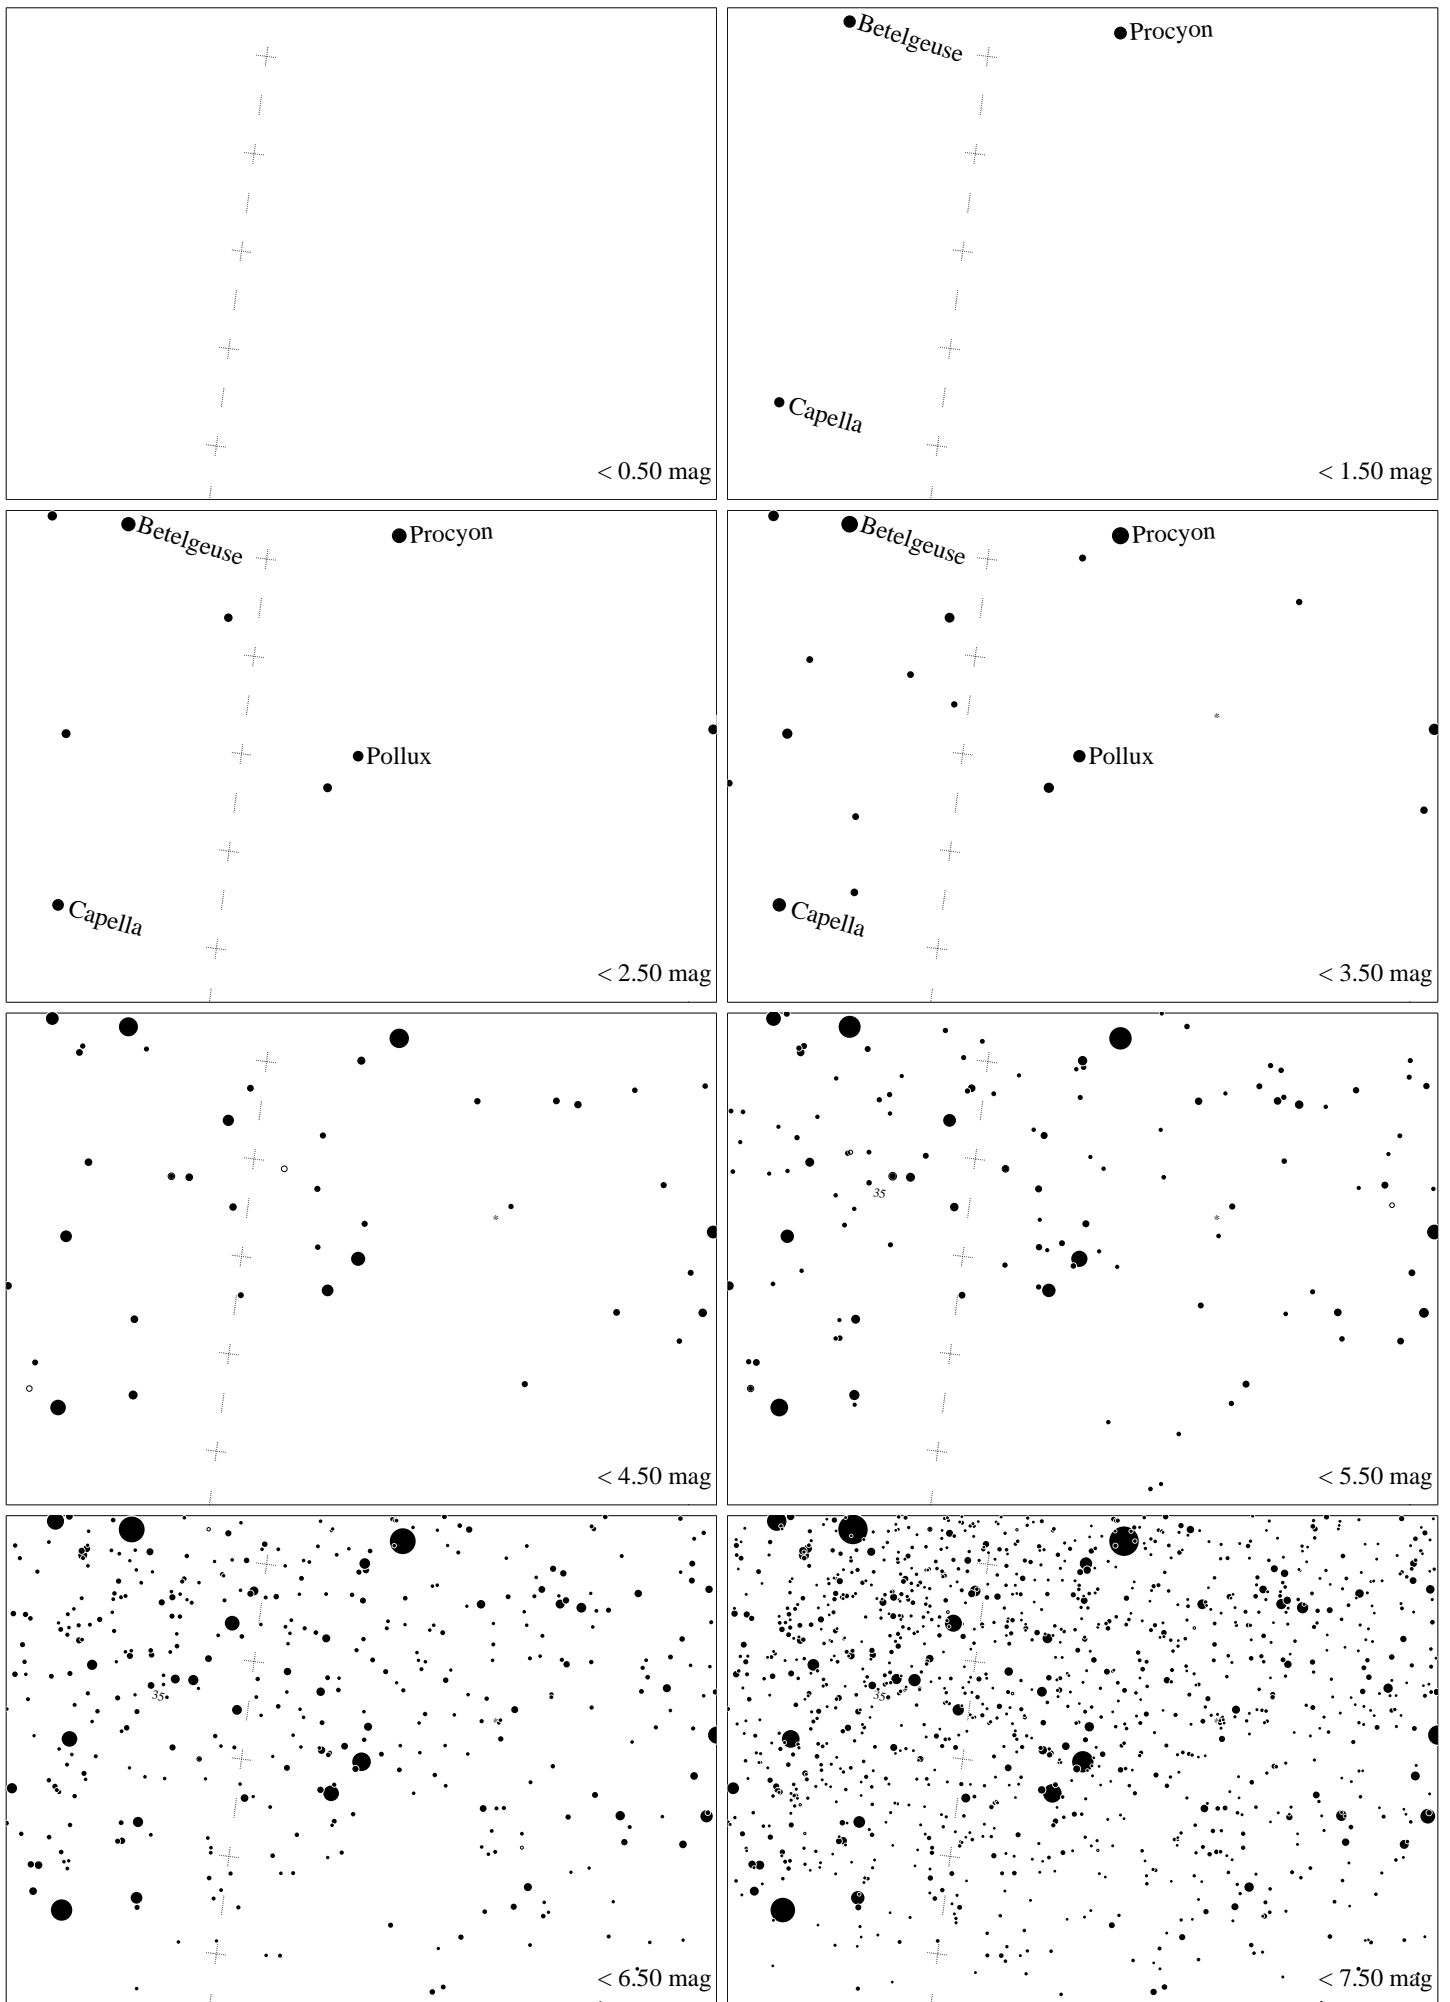 < 0.50 mag
Betelgeuse
Procyon
Capella
< 1.50 mag
Betelgeuse
Procyon
Pollux
Capella
< 2.50 mag
Betelgeuse
Procyon
Pollux
Capella
< 3.50 mag
< 4.50 mag
35
< 5.50 mag
35
< 6.50 mag
35
< 7.50 mag